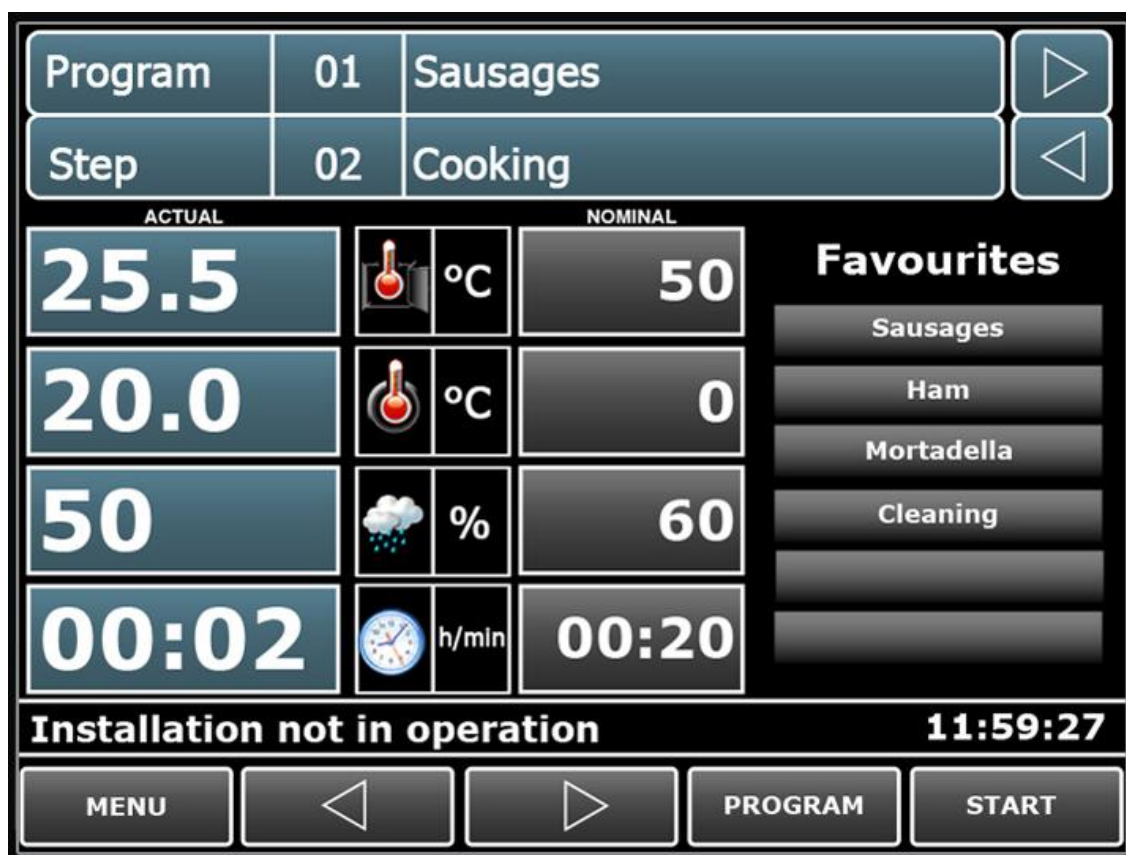 Program 01 Sausages
Step 02 Cooking
ACTUAL NOMINAL
25.5 °C 50
20.0 °C 0
50 % 60
00:02 h/min 00:20
Favourites
Sausages
Ham
Mortadella
Cleaning
Installation not in operation 11:59:27
MENU PROGRAM START